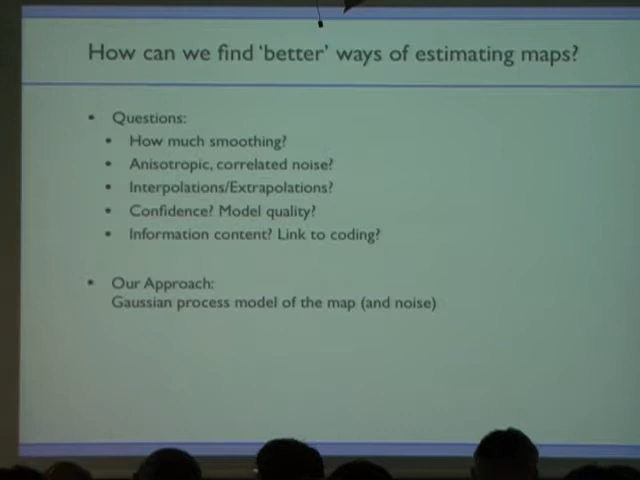 How can we find 'better' ways of estimating maps?
• Questions:
• How much smoothing?
• Anisotropic, correlated noise?
• Interpolations/Extrapolations?
• Confidence? Model quality?
• Information content? Link to coding?
• Our Approach:
Gaussian process model of the map (and noise)